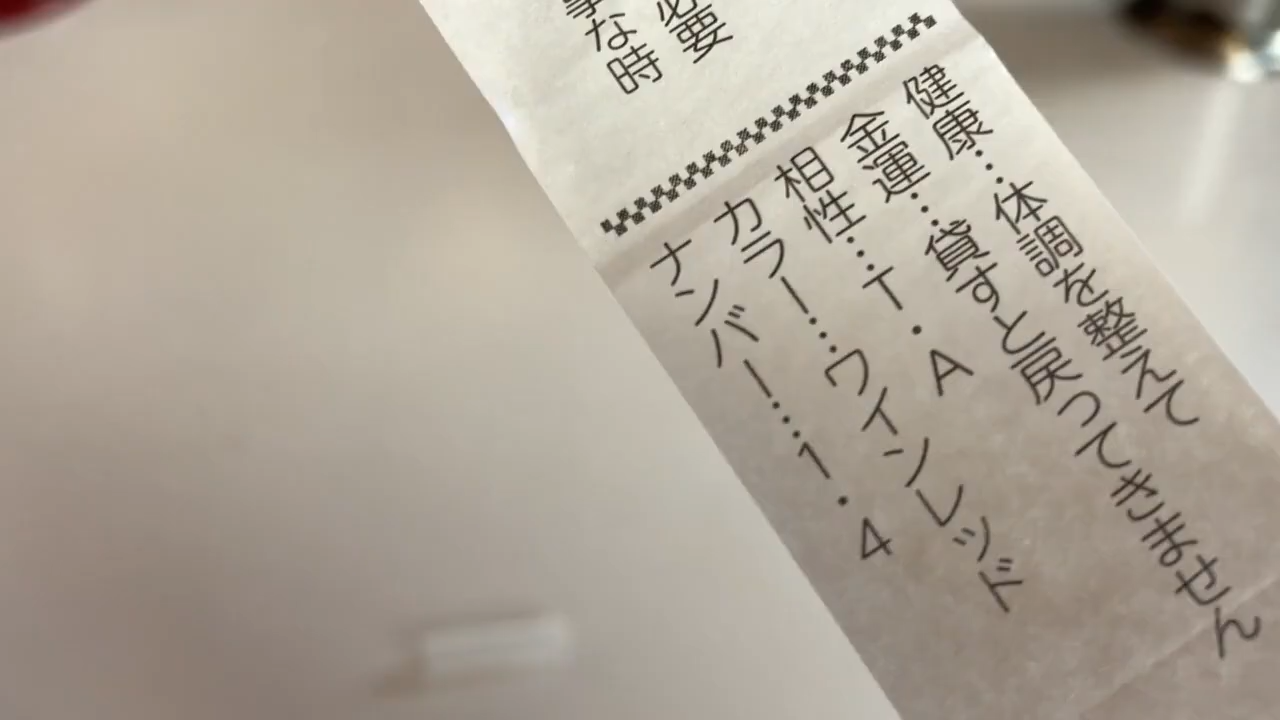 必要
な時
健康…体調を整えて
金運…貸すと戻ってきません
相性…T・A
カラー…ワインレッド
ナンバー…1・4